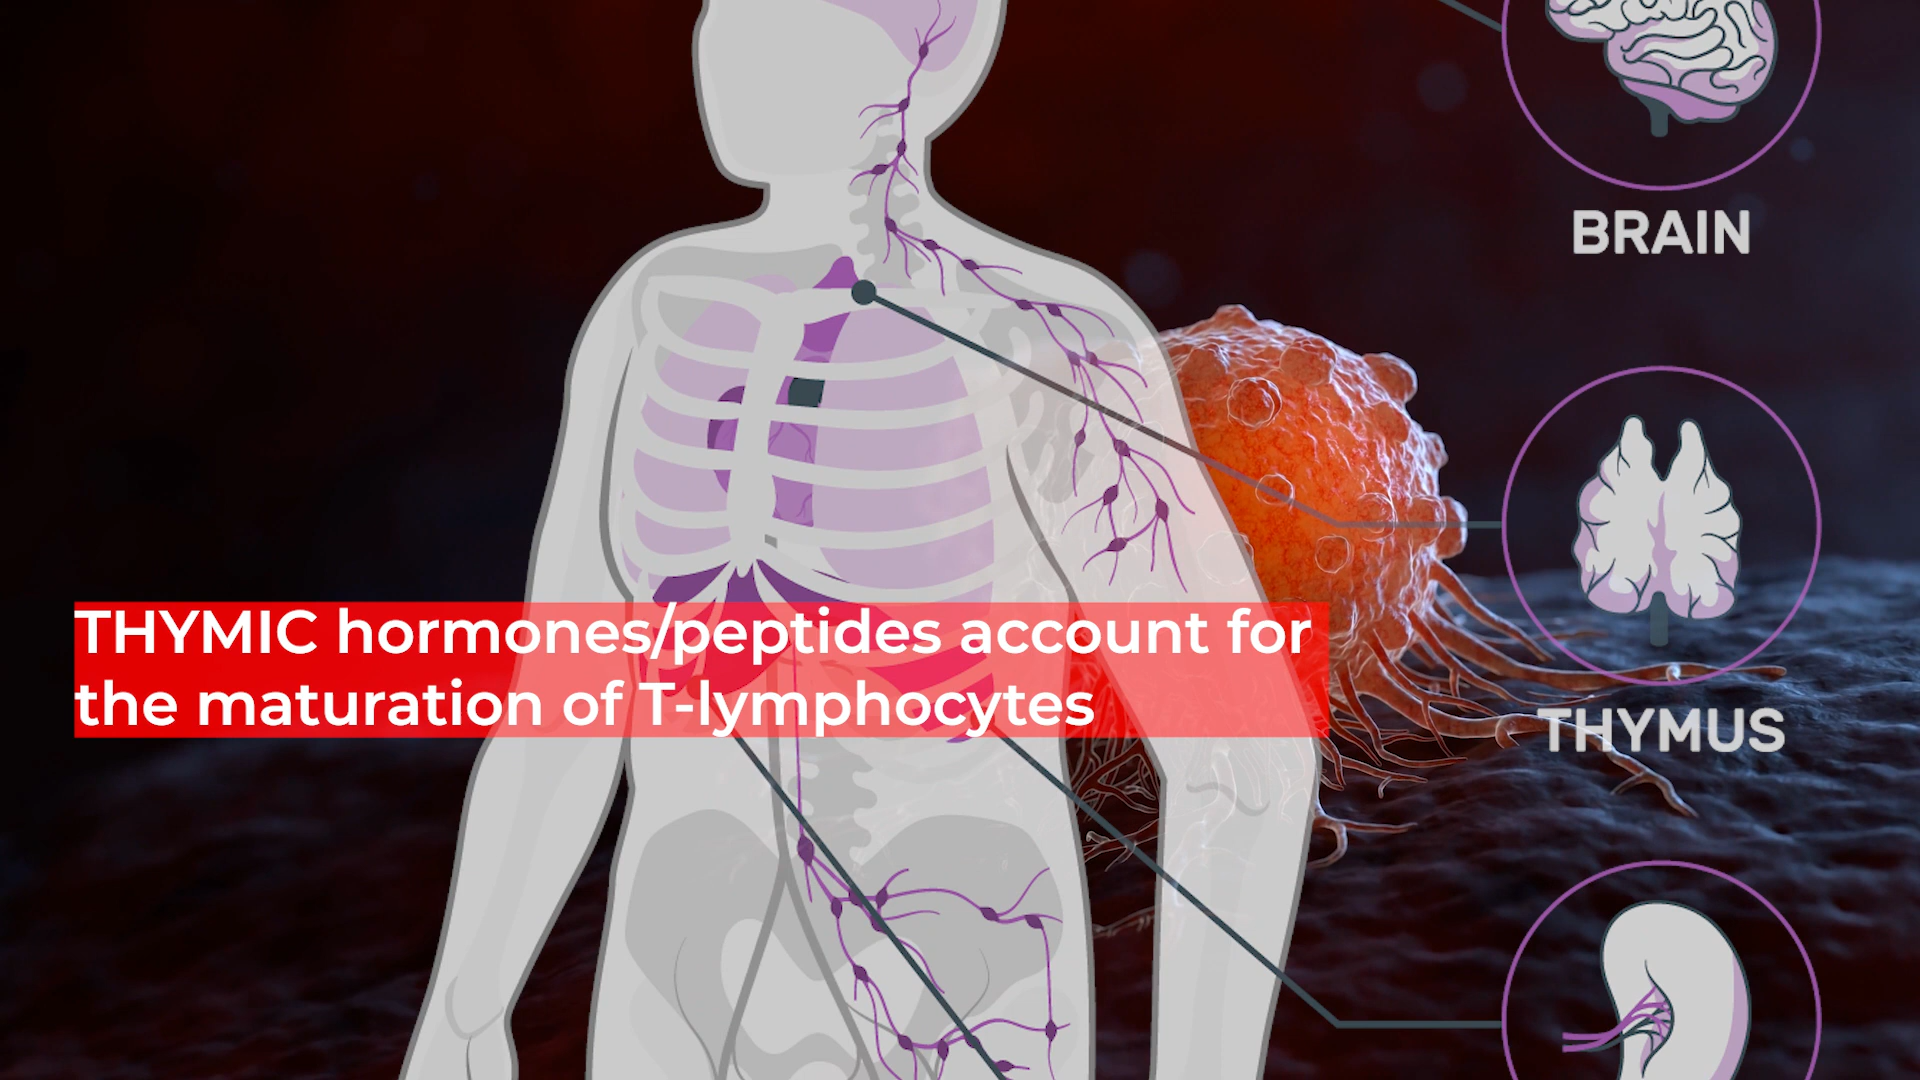 BRAIN
THYMIC hormones/peptides account for
the maturation of T-lymphocytes
THYMUS